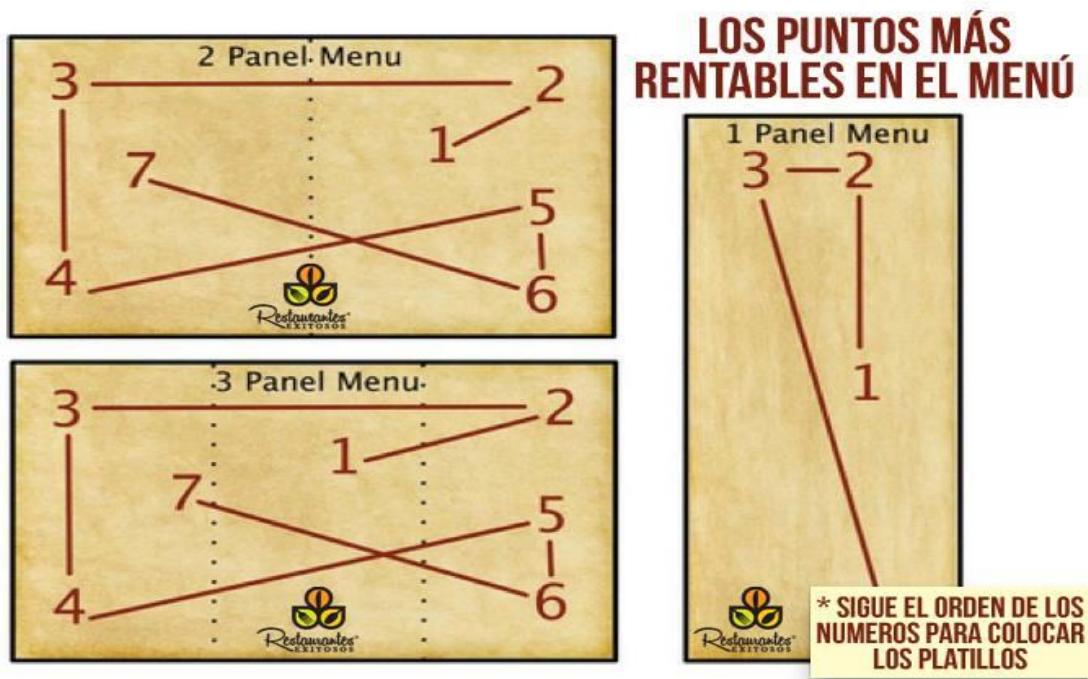 LOS PUNTOS MÁS
RENTABLES EN EL MENÚ
2 Panel Menu
3 2
1
7
5
4
6
Restaurantes
EXITOSOS
3 Panel Menu
3 2
1
7
5
4 6
Restaurantes
EXITOSOS
1 Panel Menu
3 2
1
Restaurantes
EXITOSOS
* SIGUE EL ORDEN DE LOS
NUMEROS PARA COLOCAR
LOS PLATILLOS